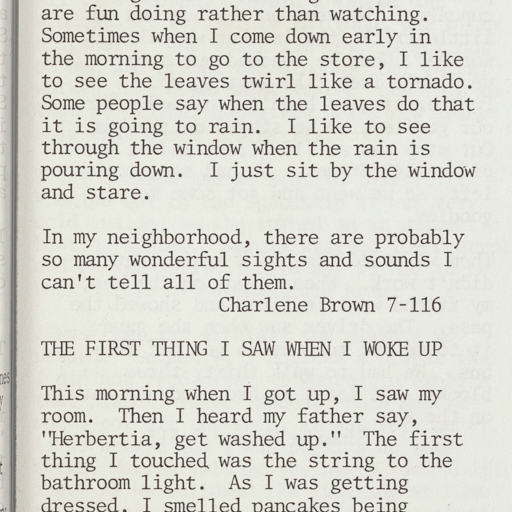 are fun doing rather than watching.
Sometimes when I come down early in
the morning to go to the store, I like
to see the leaves twirl like a tornado.
Some people say when the leaves do that
it is going to rain.  I like to see
through the window when the rain is
pouring down.  I just sit by the window
and stare.
In my neighborhood, there are probably
so many wonderful sights and sounds I
can't tell all of them.
Charlene Brown 7-116
THE FIRST THING I SAW WHEN I WOKE UP
This morning when I got up, I saw my
room.  Then I heard my father say,
"Herbertia, get washed up."  The first
thing I touched was the string to the
bathroom light.  As I was getting
dressed, I smelled pancakes being